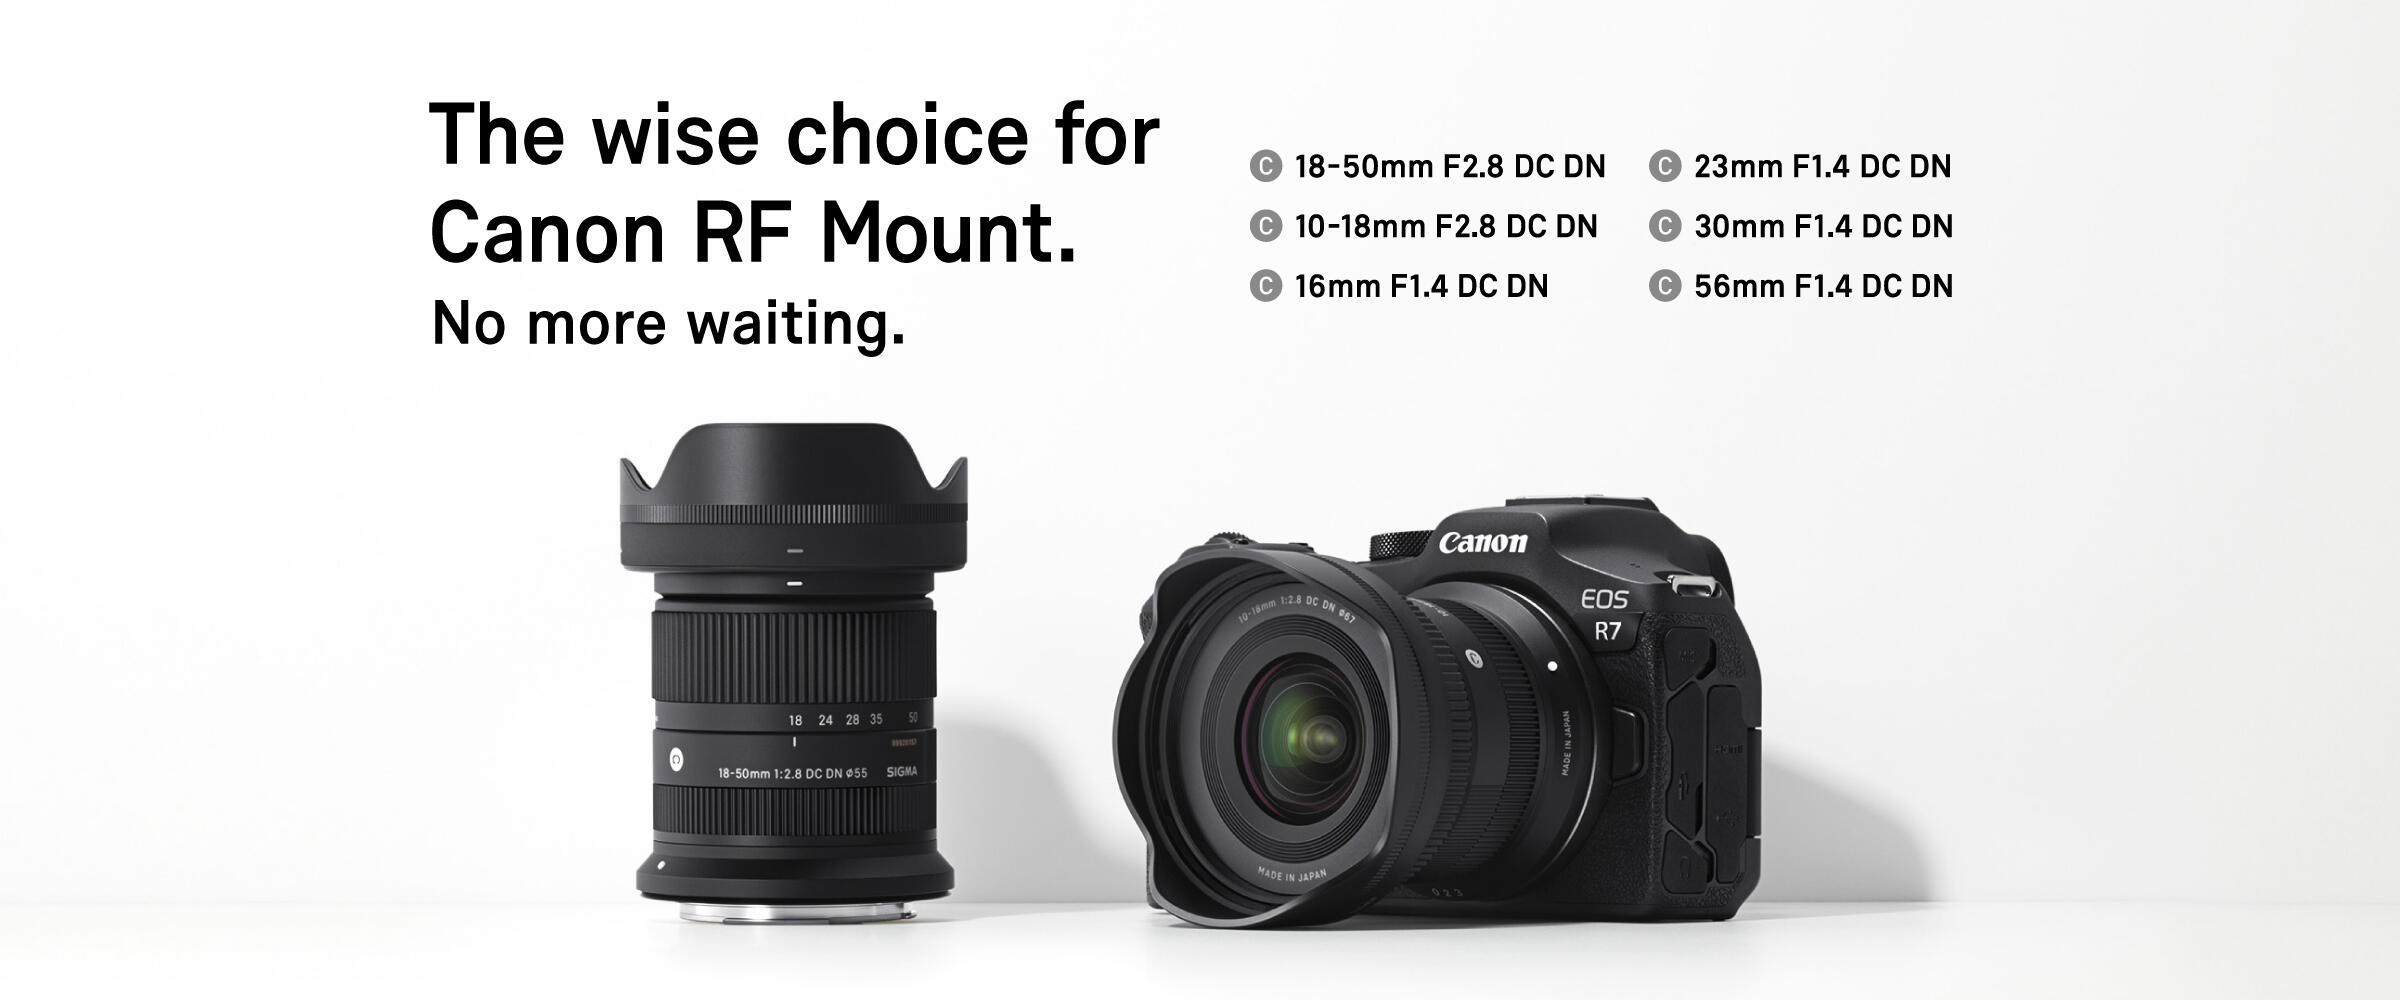 The wise choice for
Canon RF Mount.
No more waiting.
C 18-50mm F2.8 DC DN
C 10-18mm F2.8 DC DN
C 16mm F1.4 DC DN
C 23mm F1.4 DC DN
C 30mm F1.4 DC DN
C 56mm F1.4 DC DN
18 24 28 35 50
C
18-50mm 1:2.8 DC DN ø55 SIGMA
Canon
EOS
R7
10-18mm 1:2.8 DC DN ø67
C
MADE IN JAPAN
MADE IN JAPAN
023